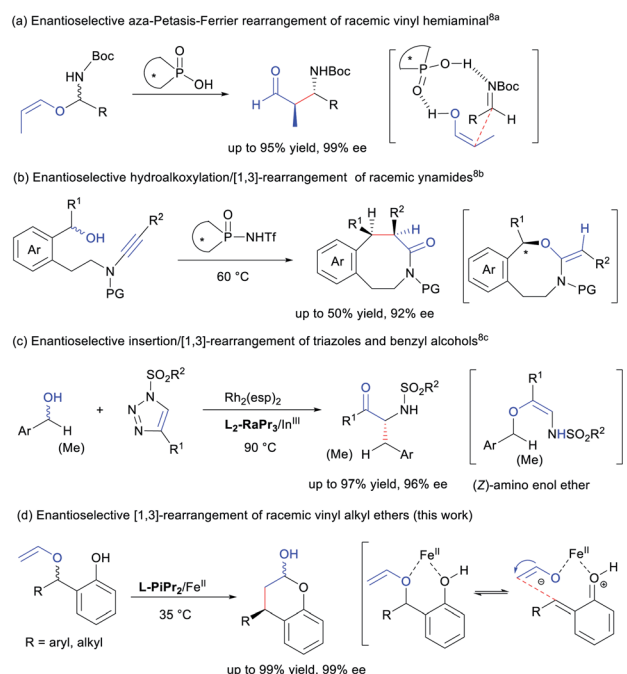 (a) Enantioselective aza-Petasis-Ferrier rearrangement of racemic vinyl hemiaminal8a
HN Boc
O R
* P O OH
O NHBoc
H R
up to 95% yield, 99% ee
* P O H NBoc
O H O R H
(b) Enantioselective hydroalkoxylation/[1,3]-rearrangement of racemic ynamides8b
R1 OH R2
Ar N PG
* P O NHTf
60 °C
R1 H R2 H O
Ar N PG
up to 50% yield, 92% ee
R1 O H
* R2
Ar N PG
(c) Enantioselective insertion/[1,3]-rearrangement of triazoles and benzyl alcohols8c
OH
Ar H
(Me)
+
SO2R2
N N N
R1
Rh2(esp)2
L2-RaPr3/InIII
90 °C
O SO2R2
R1 NH
(Me) H Ar
up to 97% yield, 96% ee
R1
O
Ar H NHSO2R2
(Me)
(Z)-amino enol ether
(d) Enantioselective [1,3]-rearrangement of racemic vinyl alkyl ethers (this work)
O OH
R
R = aryl, alkyl
L-PiPr2/FeII
35 °C
OH
O
R
up to 99% yield, 99% ee
FeII
O O H
R
FeII
⊖ O O H
⊕
R